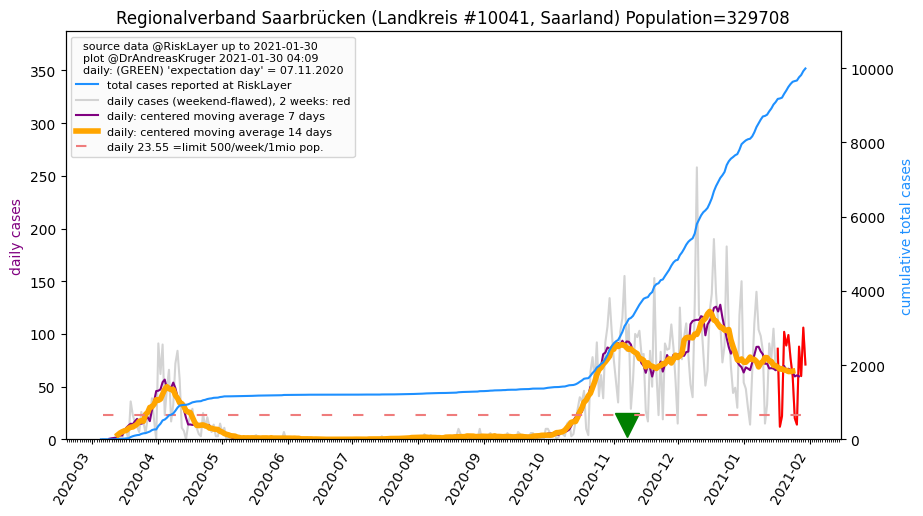 Regionalverband Saarbrücken (Landkreis #10041, Saarland) Population=329708
source data @RiskLayer up to 2021-01-30
plot @DrAndreasKruger 2021-01-30 04:09
daily: (GREEN) 'expectation day' = 07.11.2020
total cases reported at RiskLayer
daily cases (weekend-flawed), 2 weeks: red
daily: centered moving average 7 days
daily: centered moving average 14 days
daily 23.55 =limit 500/week/1mio pop.
daily cases
350
300
250
200
150
100
50
0
cumulative total cases
10000
8000
6000
4000
2000
0
2020-03
2020-04
2020-05
2020-06
2020-07
2020-08
2020-09
2020-10
2020-11
2020-12
2021-01
2021-02